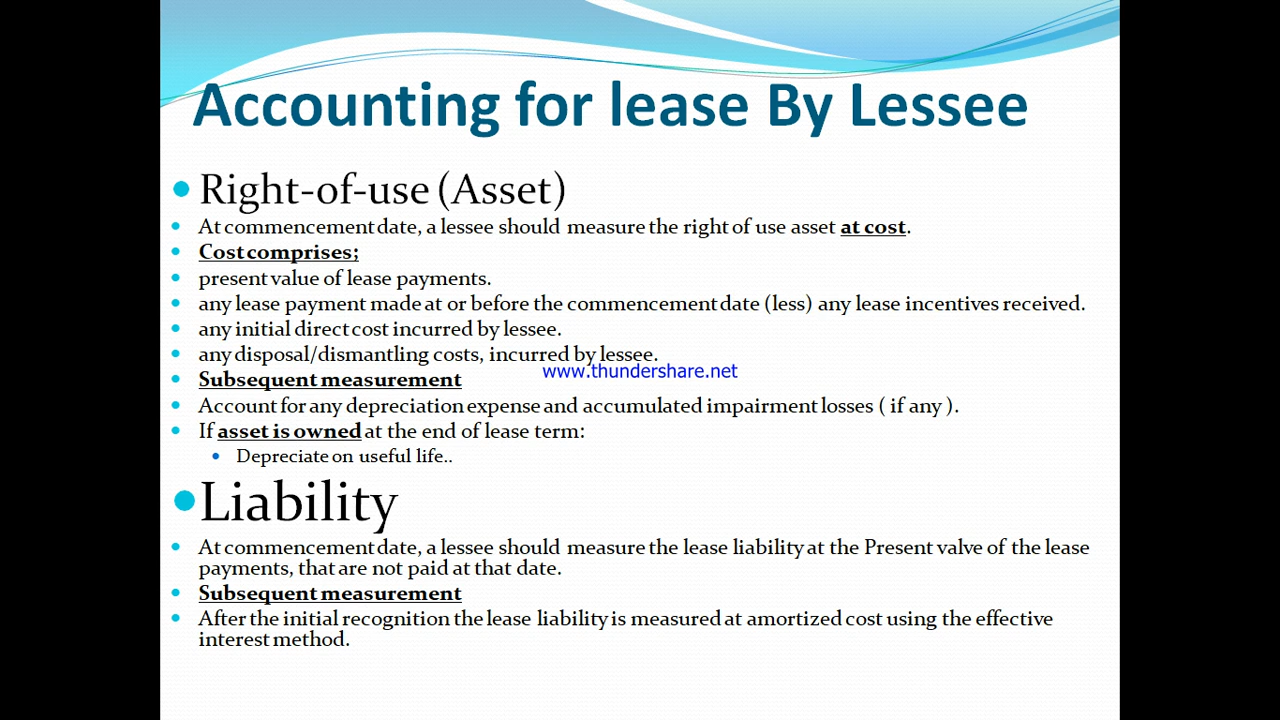 Accounting for lease By Lessee
• Right-of-use (Asset)
• At commencement date, a lessee should measure the right of use asset at cost.
• Cost comprises;
• present value of lease payments.
• any lease payment made at or before the commencement date (less) any lease incentives received.
• any initial direct cost incurred by lessee.
• any disposal/dismantling costs, incurred by lessee.
www.thundershare.net
• Subsequent measurement
• Account for any depreciation expense and accumulated impairment losses ( if any ).
• If asset is owned at the end of lease term:
• Depreciate on useful life..
• Liability
• At commencement date, a lessee should measure the lease liability at the Present valve of the lease
payments, that are not paid at that date.
• Subsequent measurement
• After the initial recognition the lease liability is measured at amortized cost using the effective
interest method.